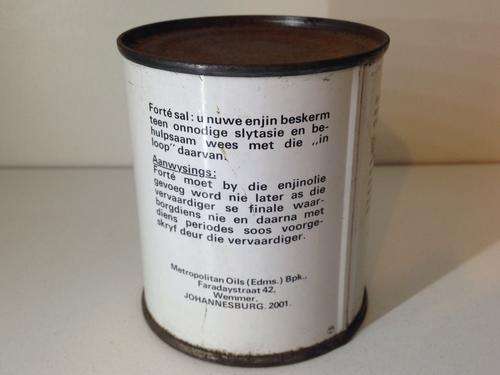 Forté sal: u nuwe enjin beskerm
teen onnodige slytasie en be-
hulpsaam wees met die „in
loop” daarvan.
Aanwysings:
Forté moet by die enjinolie
gevoeg word nie later as die
vervaardiger se finale waar-
borgdiens nie en daarna met
diens periodes soos voorge-
skryf deur die vervaardiger.
Metropolitan Oils (Edms.) Bpk.,
Faradaystraat 42,
Wemmer,
JOHANNESBURG. 2001.